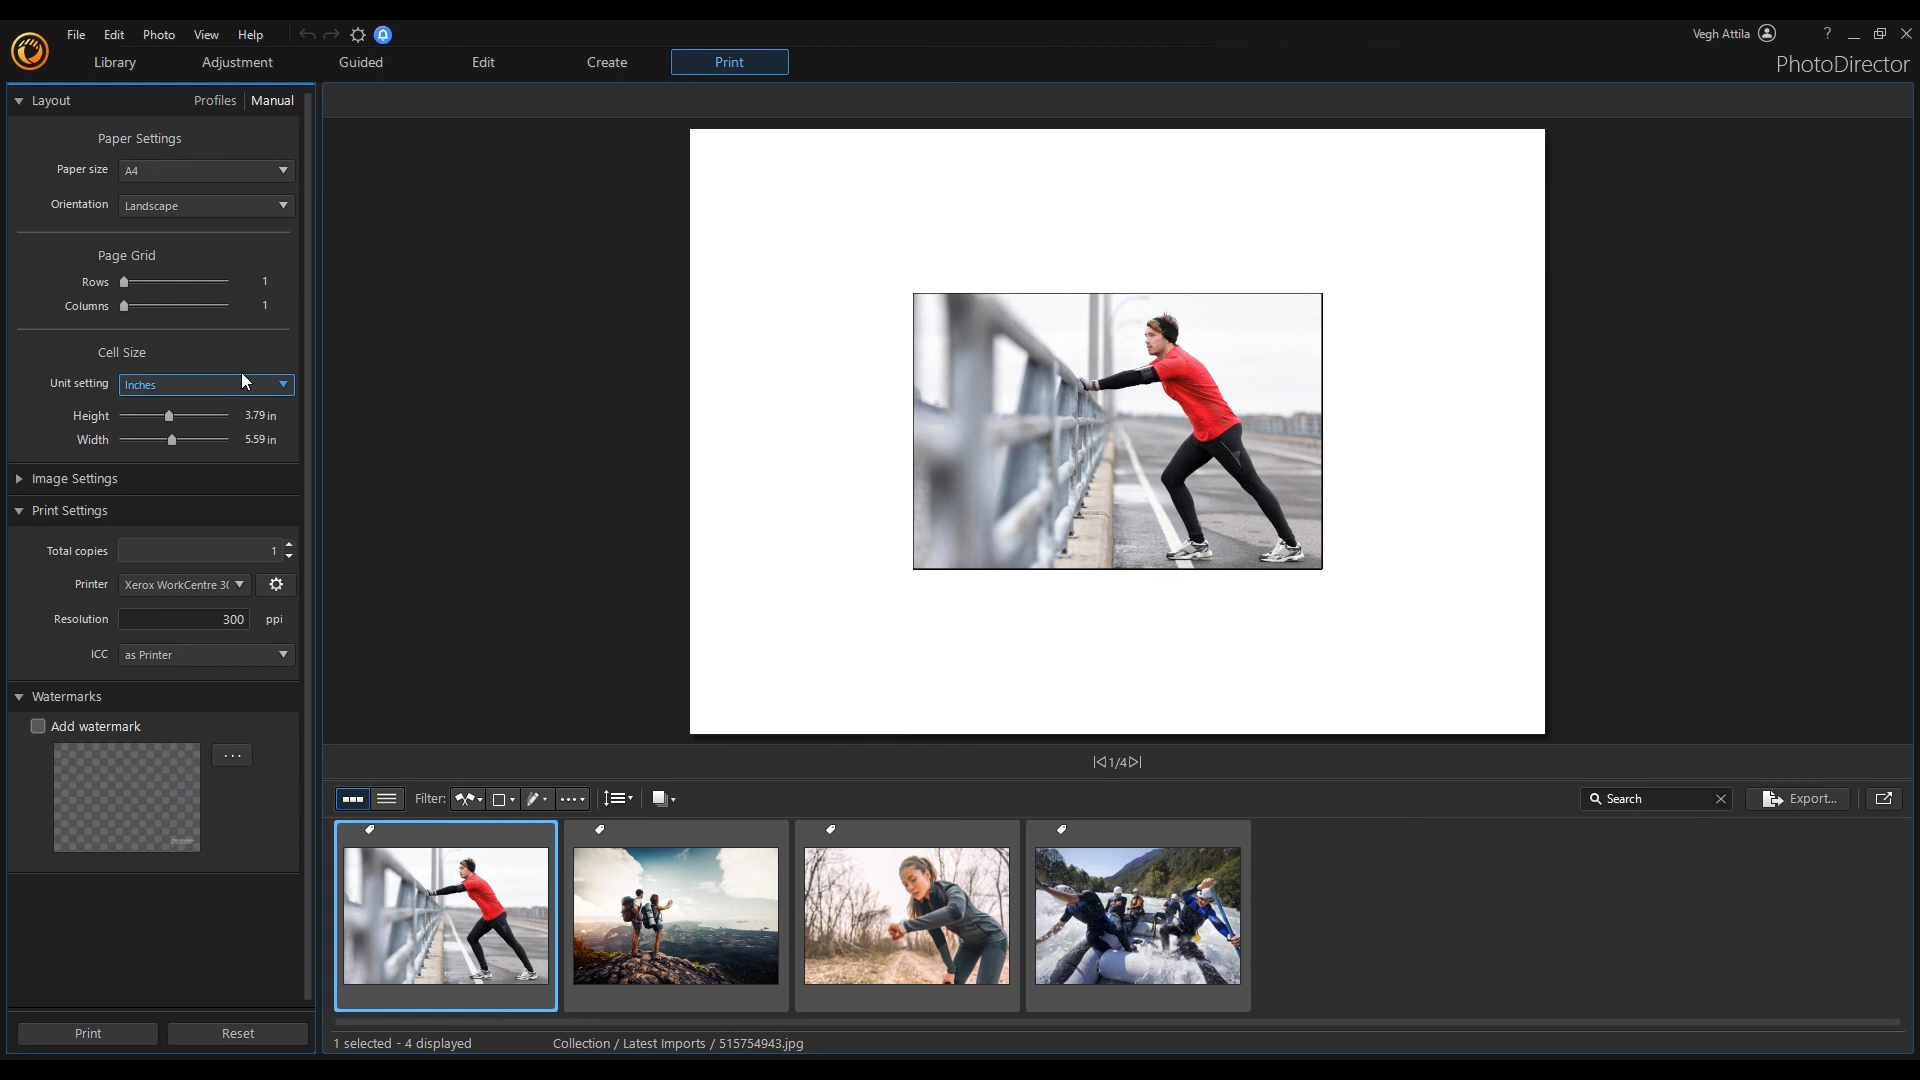 File Edit Photo View Help
Vegh Attila ?
Library Adjustment Guided Edit Create Print
PhotoDirector
Layout Profiles Manual
Paper Settings
Paper size A4
Orientation Landscape
Page Grid
Rows 1
Columns 1
Cell Size
Unit setting Inches
Height 3.79 in
Width 5.59 in
Image Settings
Print Settings
Total copies 1
Printer Xerox WorkCentre 3(
Resolution 300 ppi
ICC as Printer
Watermarks
Add watermark
...
Print Reset
1/4
Filter:
Search
Export...
1 selected - 4 displayed
Collection / Latest Imports / 515754943.jpg